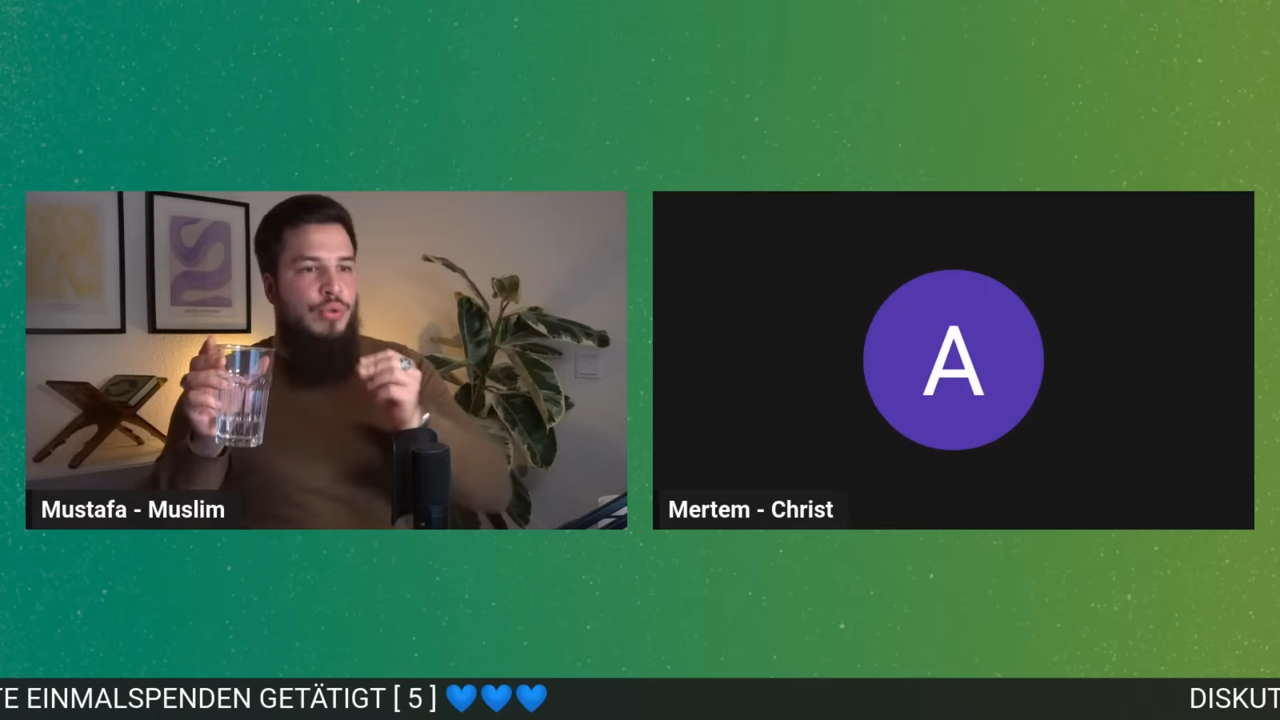 A
Mustafa - Muslim
Mertem - Christ
TE EINMALSPENDEN GETÄTIGT [ 5 ] 💙💙💙
DISKUT